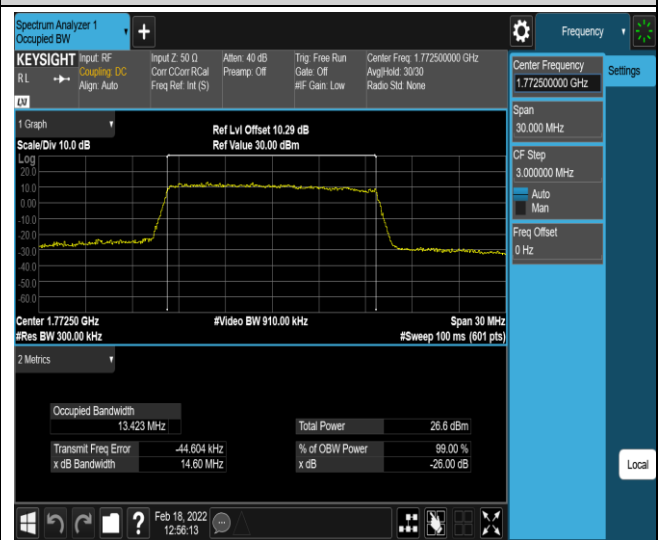 Spectrum Analyzer 1
Occupied BW
+
Frequency
KEYSIGHT
RL
LXI
Input: RF
Coupling: DC
Align: Auto
Input Z: 50 Ω
Corr CCorr RCal
Freq Ref: Int (S)
Atten: 40 dB
Preamp: Off
Trig: Free Run
Gate: Off
#IF Gain: Low
Center Freq: 1.772500000 GHz
Avg|Hold: 30/30
Radio Std: None
Center Frequency
1.772500000 GHz
Settings
Span
30.000 MHz
CF Step
3.000000 MHz
Auto
Man
Freq Offset
0 Hz
Local
1 Graph
Scale/Div 10.0 dB
Ref Lvl Offset 10.29 dB
Ref Value 30.00 dBm
Log
20.0
10.0
0.00
-10.0
-20.0
-30.0
-40.0
-50.0
-60.0
Center 1.77250 GHz
#Video BW 910.00 kHz
Span 30 MHz
#Res BW 300.00 kHz
#Sweep 100 ms (601 pts)
2 Metrics
Occupied Bandwidth
13.423 MHz
Total Power 26.6 dBm
Transmit Freq Error -44.604 kHz
% of OBW Power 99.00 %
x dB Bandwidth 14.60 MHz
x dB -26.00 dB
?
Feb 18, 2022
12:56:13